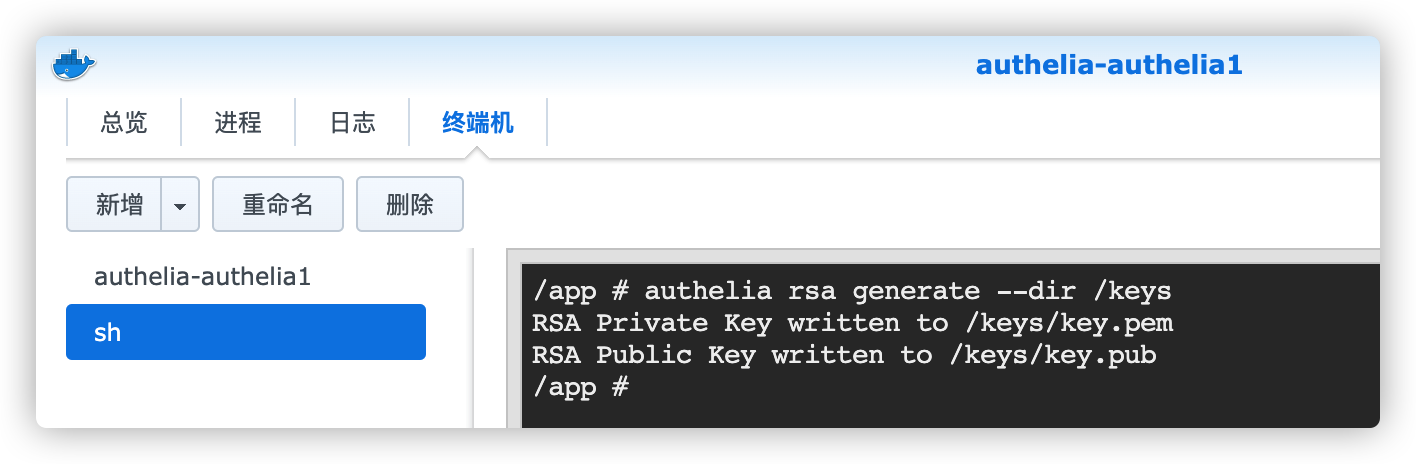 authelia-authelia1
总览 进程 日志 终端机
新增 重命名 删除
authelia-authelia1
sh
/app # authelia rsa generate --dir /keys
RSA Private Key written to /keys/key.pem
RSA Public Key written to /keys/key.pub
/app #